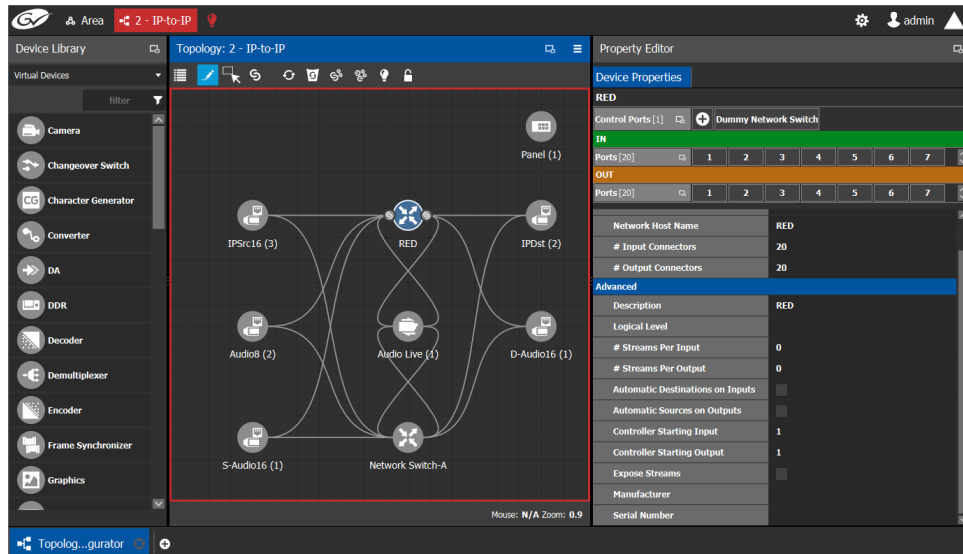 GV Area 2 - IP-to-IP admin
Device Library
Topology: 2 - IP-to-IP
Property Editor
Virtual Devices
filter
Camera
Changeover Switch
CG Character Generator
Converter
DA
DDR
Decoder
Demultiplexer
Encoder
Frame Synchronizer
Graphics
Panel (1)
IPSrc16 (3)
RED
IPDst (2)
Audio8 (2)
Audio Live (1)
D-Audio16 (1)
S-Audio16 (1)
Network Switch-A
Mouse: N/A Zoom: 0.9
Device Properties
RED
Control Ports [1] Dummy Network Switch
IN
Ports [20] 1 2 3 4 5 6 7
OUT
Ports [20] 1 2 3 4 5 6 7
Network Host Name RED
# Input Connectors 20
# Output Connectors 20
Advanced
Description RED
Logical Level
# Streams Per Input 0
# Streams Per Output 0
Automatic Destinations on Inputs
Automatic Sources on Outputs
Controller Starting Input 1
Controller Starting Output 1
Expose Streams
Manufacturer
Serial Number
Topolog...gurator